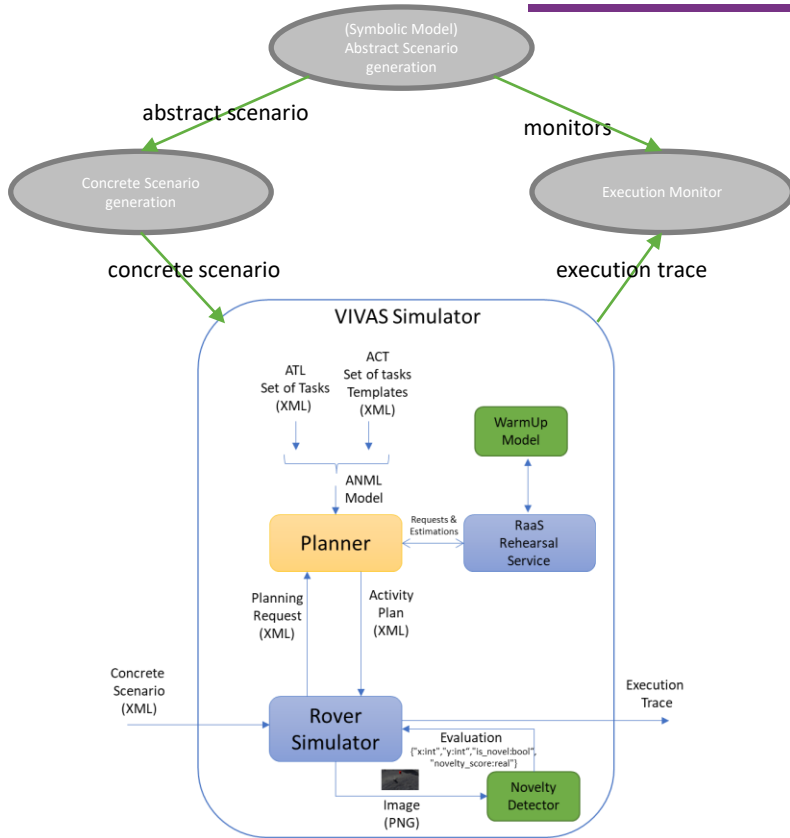 (Symbolic Model)
Abstract Scenario
generation
abstract scenario
monitors
Concrete Scenario
generation
Execution Monitor
concrete scenario
execution trace
VIVAS Simulator
ATL
Set of Tasks
(XML)
ACT
Set of tasks
Templates
(XML)
WarmUp
Model
ANML
Model
Planner
Requests &
Estimations
RaaS
Rehearsal
Service
Planning
Request
(XML)
Activity
Plan
(XML)
Concrete
Scenario
(XML)
Execution
Trace
Rover
Simulator
Evaluation
{"x:int","y:int","is_novel:bool",
"novelty_score:real"}
Image
(PNG)
Novelty
Detector